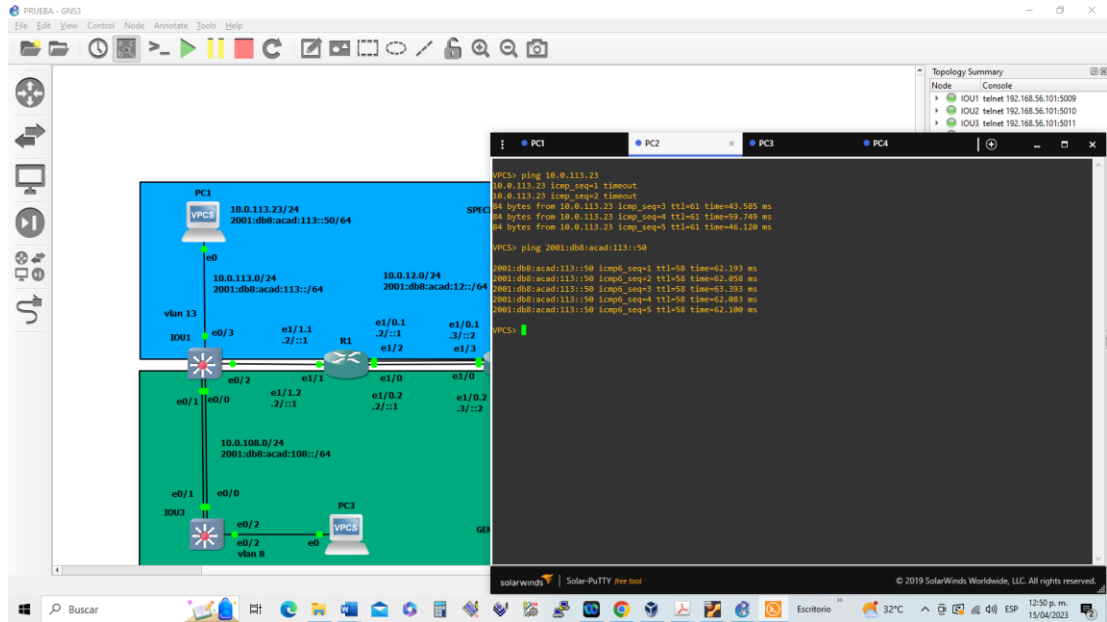 PRUEBA - GNS3
File Edit View Control Node Annotate Tools Help
Topology Summary
Node Console
IOU1 telnet 192.168.56.101:5009
IOU2 telnet 192.168.56.101:5010
IOU3 telnet 192.168.56.101:5011
PC1 PC2 PC3 PC4
VPCS> ping 10.0.113.23
10.0.113.23 icmp_seq=1 timeout
10.0.113.23 icmp_seq=2 timeout
84 bytes from 10.0.113.23 icmp_seq=3 ttl=61 time=43.585 ms
84 bytes from 10.0.113.23 icmp_seq=4 ttl=61 time=59.749 ms
84 bytes from 10.0.113.23 icmp_seq=5 ttl=61 time=46.120 ms
VPCS> ping 2001:db8:acad:113::50
2001:db8:acad:113::50 icmp6_seq=1 ttl=58 time=62.193 ms
2001:db8:acad:113::50 icmp6_seq=2 ttl=58 time=62.058 ms
2001:db8:acad:113::50 icmp6_seq=3 ttl=58 time=63.393 ms
2001:db8:acad:113::50 icmp6_seq=4 ttl=58 time=62.083 ms
2001:db8:acad:113::50 icmp6_seq=5 ttl=58 time=62.100 ms
VPCS>
PC1
VPCS
10.0.113.23/24
2001:db8:acad:113::50/64
SPECI
e0
10.0.113.0/24
2001:db8:acad:113::/64
10.0.12.0/24
2001:db8:acad:12::/64
vlan 13
IOU1 e0/3
e1/1.1
.2/::1
R1
e1/0.1
.2/::1
e1/2
e1/0.1
.3/::2
e1/3
e0/2 e1/1 e1/0 e1/0
e0/1 e0/0
e1/1.2
.2/::1
e1/0.2
.2/::1
e1/0.2
.3/::2
10.0.108.0/24
2001:db8:acad:108::/64
e0/1 e0/0
IOU3
PC3
VPCS
e0/2
e0/2 e0
vlan 8
GEN
solarwinds Solar-PuTTY free tool © 2019 SolarWinds Worldwide, LLC. All rights reserved.
Buscar Escritorio 32°C ESP 12:50 p. m.
15/04/2023
2